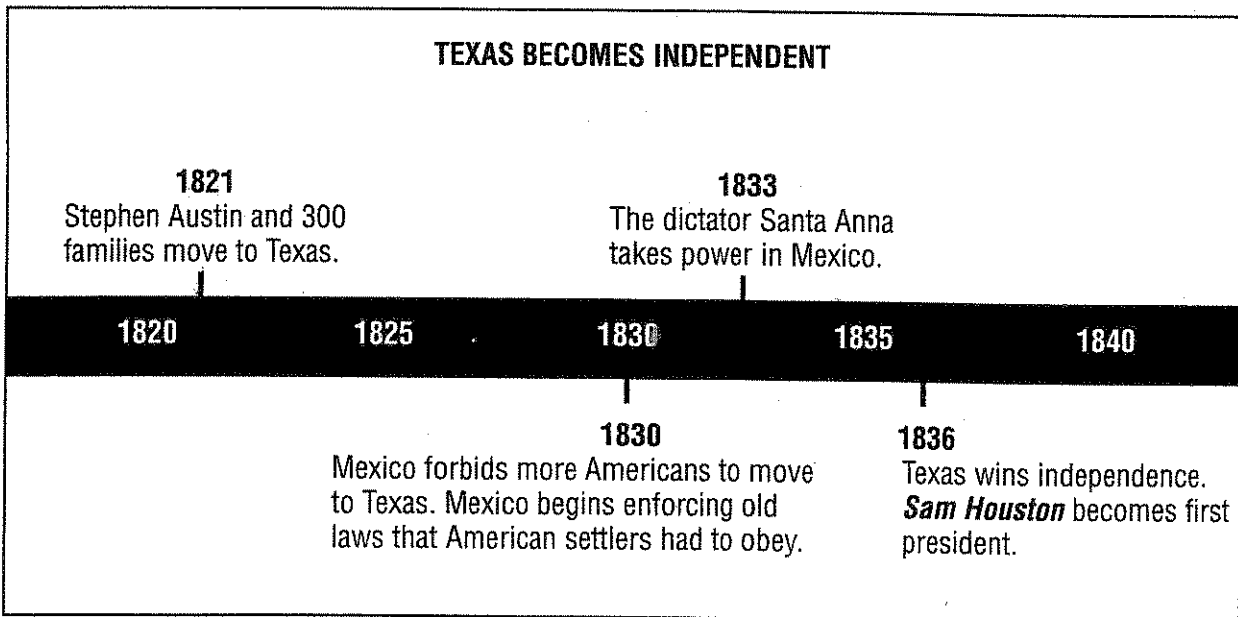 TEXAS BECOMES INDEPENDENT
1821
Stephen Austin and 300
families move to Texas.
1833
The dictator Santa Anna
takes power in Mexico.
1820 1825 1830 1835 1840
1830
Mexico forbids more Americans to move
to Texas. Mexico begins enforcing old
laws that American settlers had to obey.
1836
Texas wins independence.
Sam Houston becomes first
president.